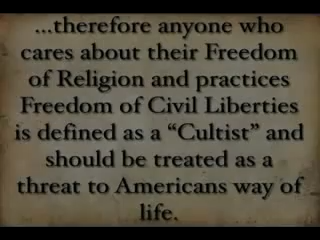 ...therefore anyone who
cares about their Freedom
of Religion and practices
Freedom of Civil Liberties
is defined as a “Cultist” and
should be treated as a
threat to Americans way of
life.